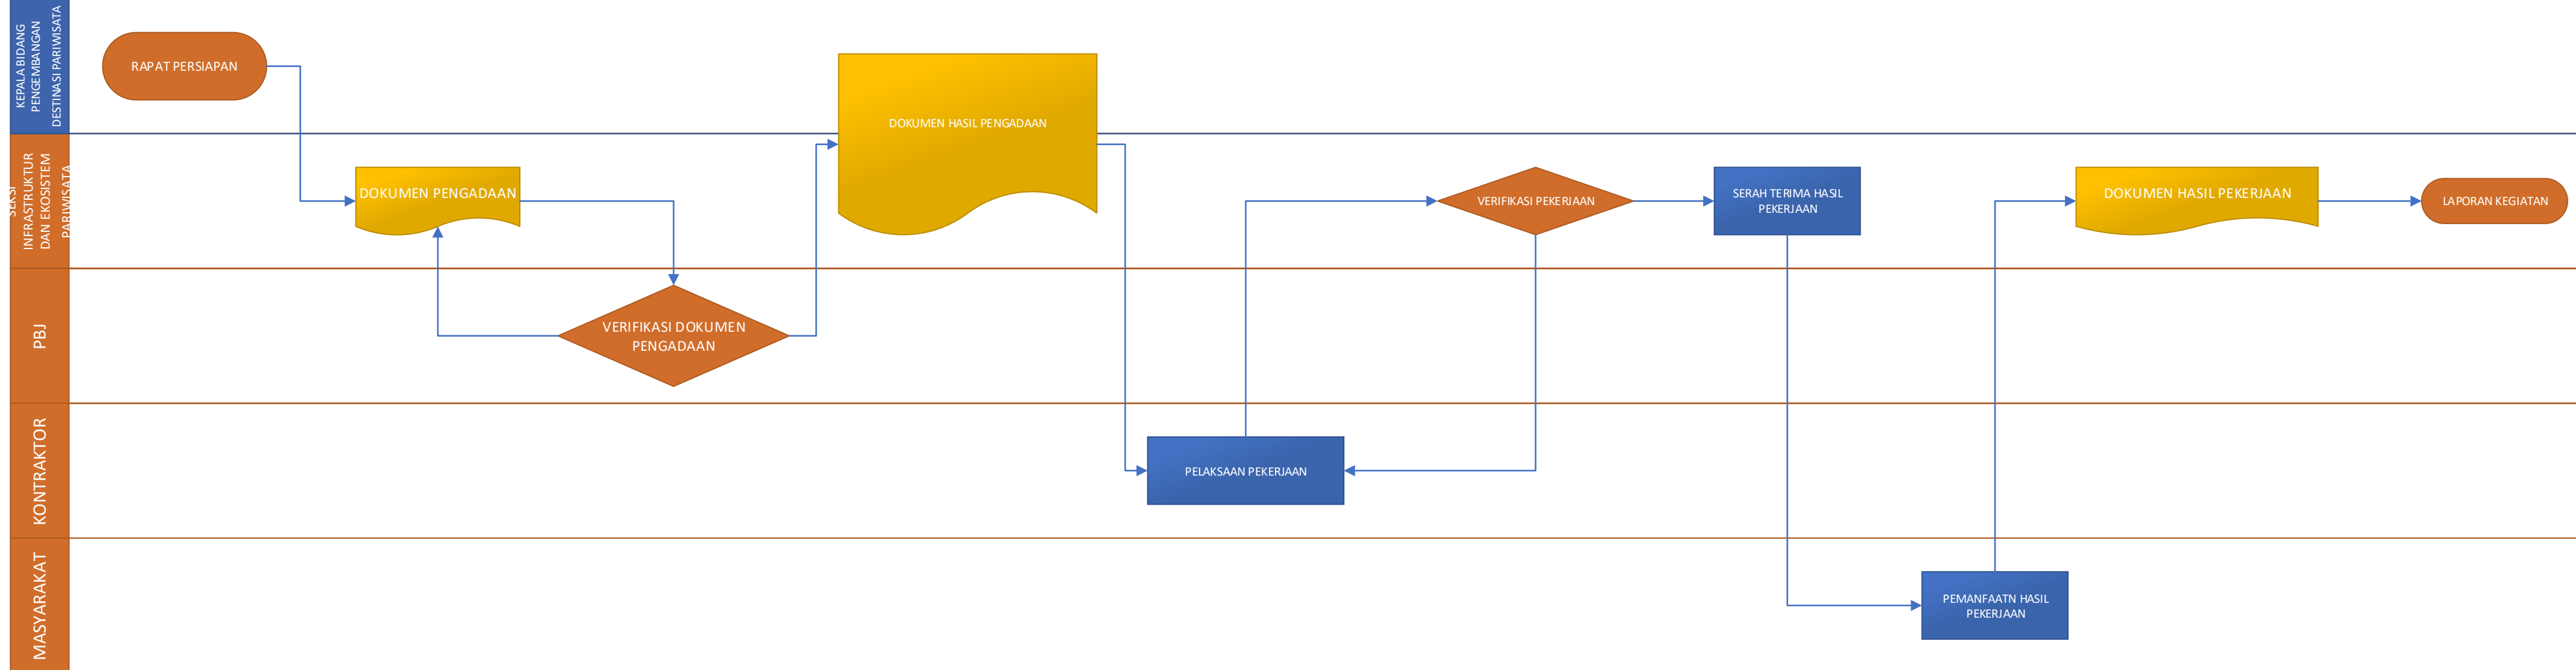 KEPALA BIDANG
PENGEMBANGAN
DESTINASI PARIWISATA
RAPAT PERSIAPAN
DOKUMEN HASIL PENGADAAN
SEKSI
INFRASTRUKTUR
DAN EKOSISTEM
PARIWISATA
DOKUMEN PENGADAAN
VERIFIKASI PEKERJAAN
SERAH TERIMA HASIL
PEKERJAAN
DOKUMEN HASIL PEKERJAAN
LAPORAN KEGIATAN
PBJ
VERIFIKASI DOKUMEN
PENGADAAN
KONTRAKTOR
PELAKSAAN PEKERJAAN
MASYARAKAT
PEMANFAATN HASIL
PEKERJAAN